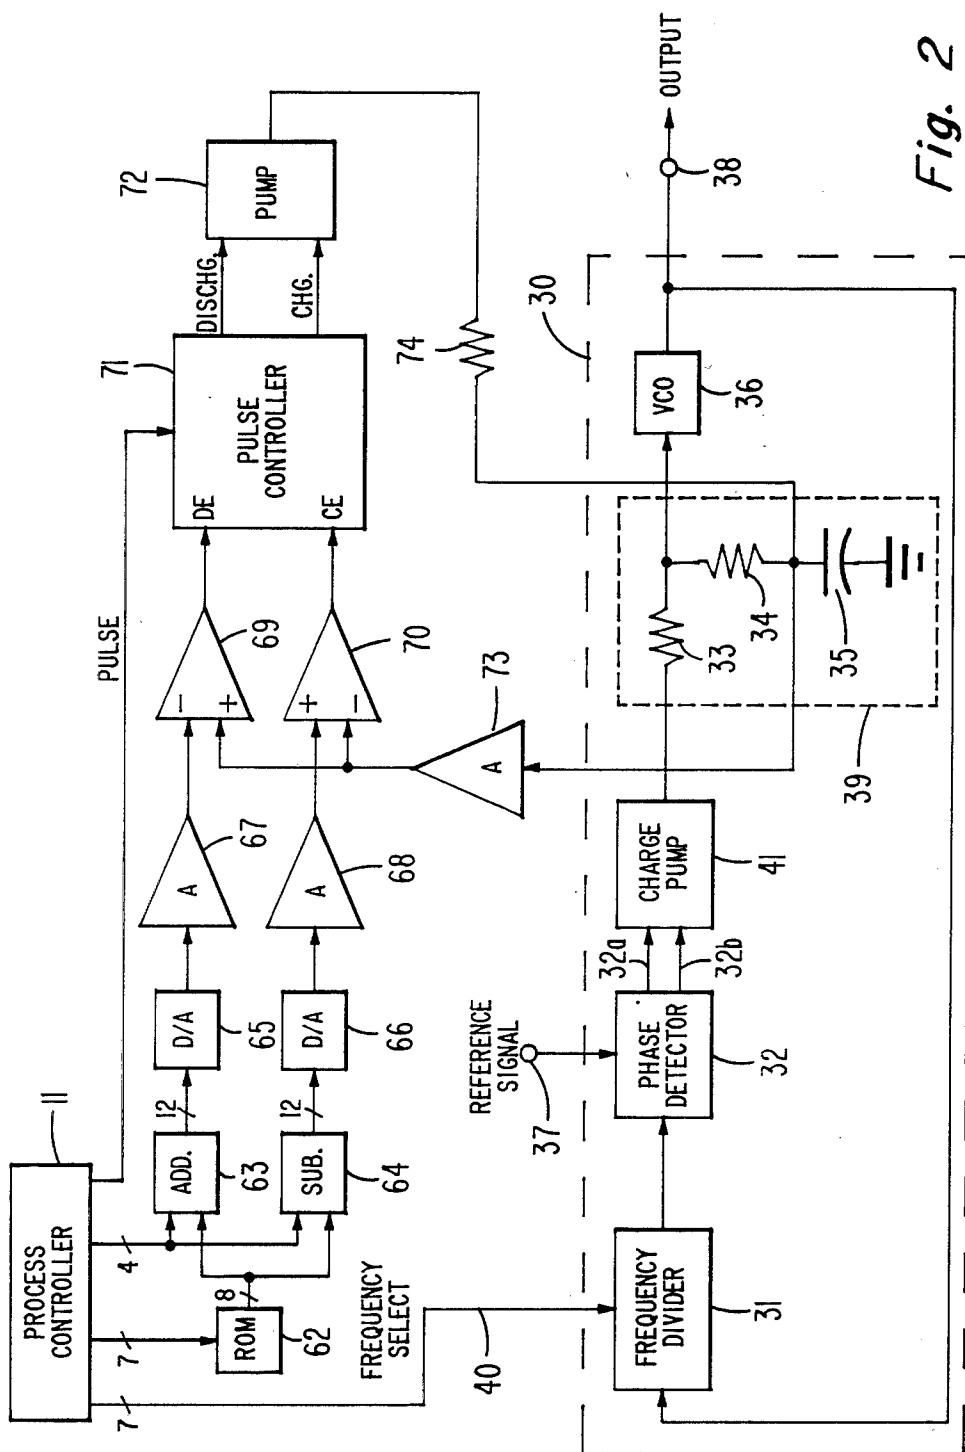 PROCESS
CONTROLLER
11
7
7
4
PULSE
ROM
62
8
ADD.
63
SUB.
64
12
12
D/A
65
D/A
66
A
67
A
68
-
+
69
+
-
70
A
73
DE
CE
PULSE
CONTROLLER
71
DISCHG.
CHG.
PUMP
72
74
FREQUENCY
SELECT
40
REFERENCE
SIGNAL
37
30
FREQUENCY
DIVIDER
31
PHASE
DETECTOR
32
32a
32b
CHARGE
PUMP
41
33
34
35
39
VCO
36
38
OUTPUT
Fig. 2